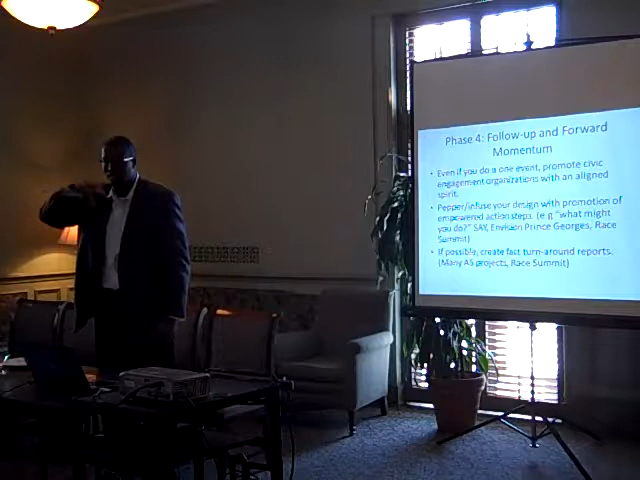 Phase 4: Follow-up and Forward
Momentum
• Even if you do a one event, promote civic
engagement organizations with an aligned
spirit.
• Pepper/infuse your design with promotion of
empowered action steps. (e.g "what might
you do?" SAY, Envision Prince Georges, Race
Summit)
• If possible, create fast turn-around reports.
(Many AS projects, Race Summit)